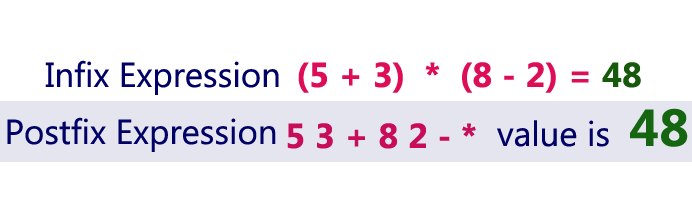 Infix Expression (5 + 3) * (8 - 2) = 48
Postfix Expression 5 3 + 8 2 - * value is 48